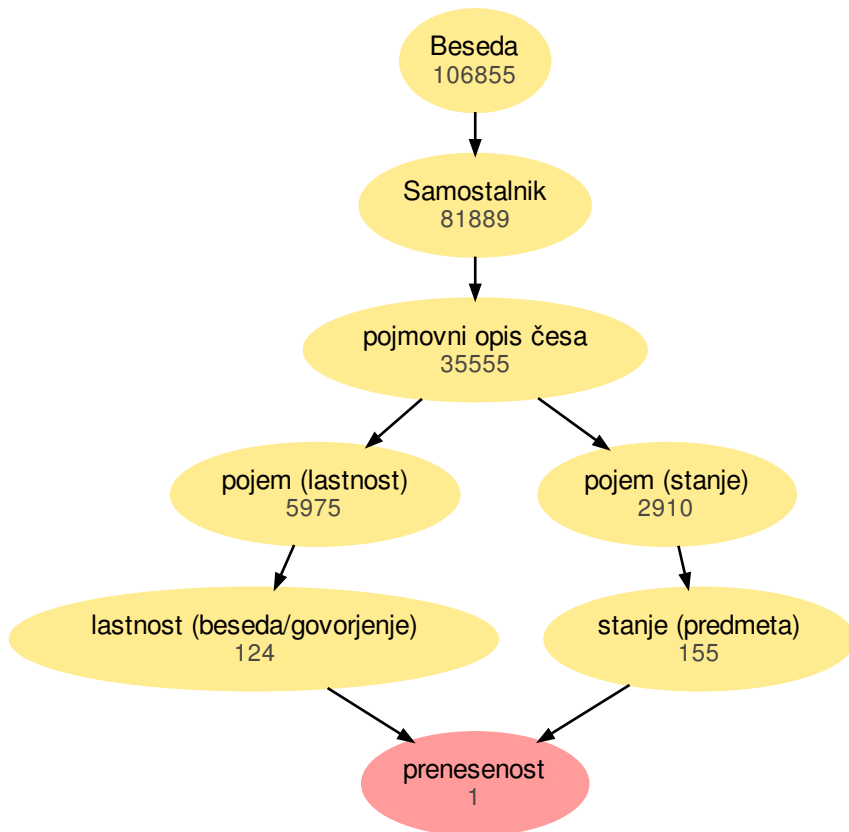 Beseda
106855
Samostalnik
81889
pojmovni opis česa
35555
pojem (lastnost)
5975
pojem (stanje)
2910
lastnost (beseda/govorjenje)
124
stanje (predmeta)
155
prenesenost
1